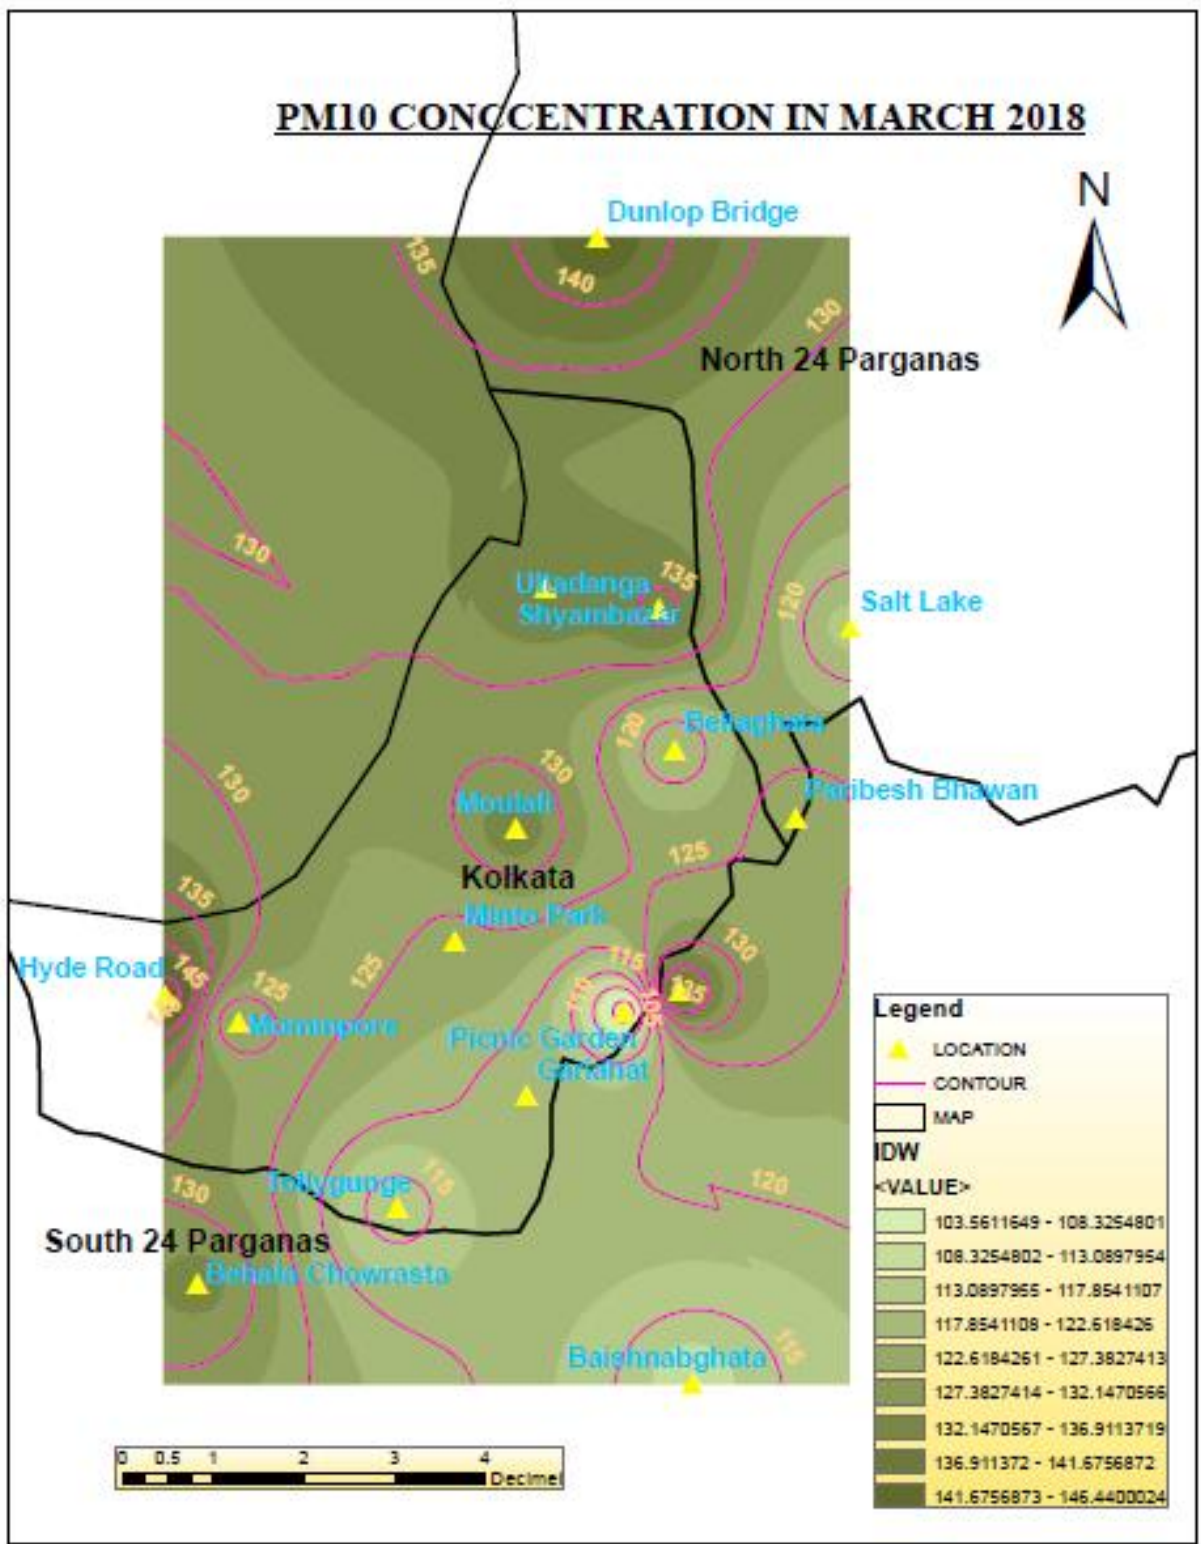 PM10 CONCCENTRATION IN MARCH 2018
N
Dunlop Bridge
135
140
130
North 24 Parganas
130
Ultadanga
135
Shyambazar
120
Salt Lake
120
Beliaghata
130
130
Moulali
Paribesh Bhawan
125
Kolkata
135
Minto Park
130
125
115
Hyde Road
145
125
110
135
105
Mominpore
Picnic Garden
Gariahat
115
Tollygunge
120
130
South 24 Parganas
Behala Chowrasta
Baishnabghata
115
Legend
LOCATION
CONTOUR
MAP
IDW
<VALUE>
103.5611649 - 108.3254801
108.3254802 - 113.0897954
113.0897955 - 117.8541107
117.8541108 - 122.618426
122.6184261 - 127.3827413
127.3827414 - 132.1470566
132.1470567 - 136.9113719
136.911372 - 141.6756872
141.6756873 - 146.4400024
0 0.5 1 2 3 4
Decimel